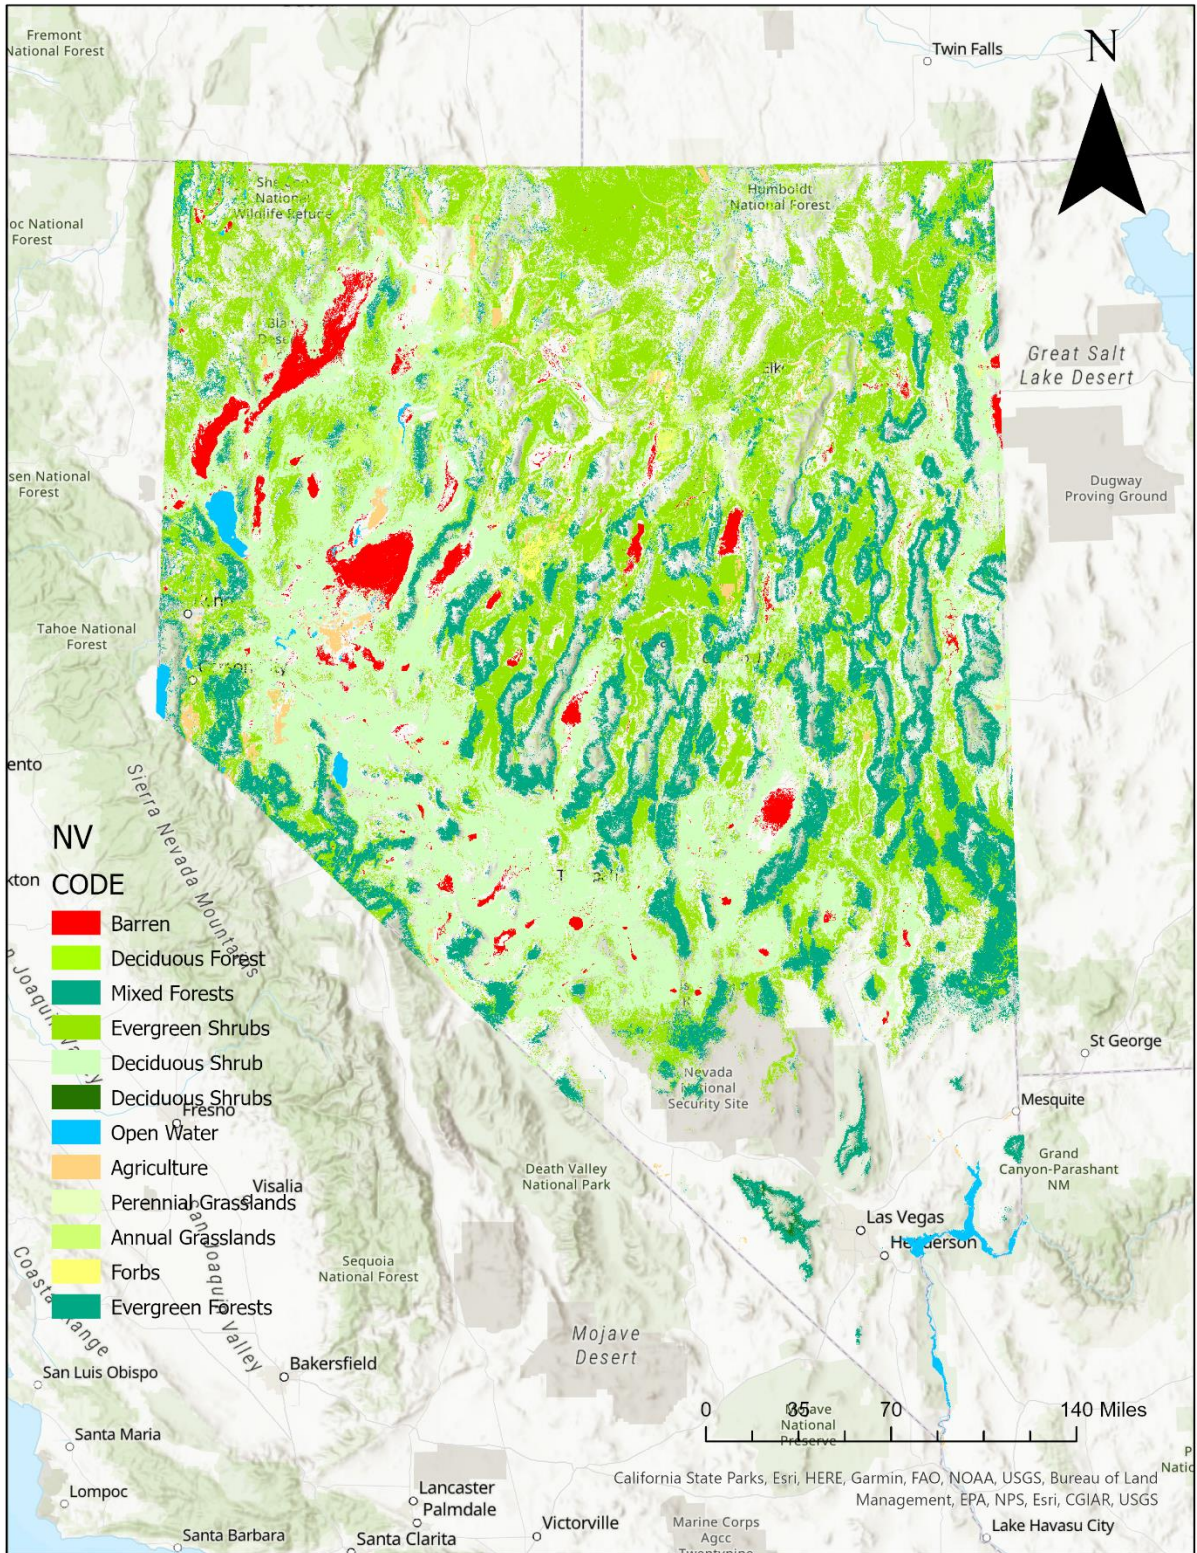 Fremont
National Forest
Twin Falls
N
Humboldt
National Forest
National
Wildlife Refuge
oc National
Forest
Great Salt
Lake Desert
sen National
Forest
Dugway
Proving Ground
Tahoe National
Forest
ento
Sierra Nevada Mountains
NV
CODE
kton
Barren
Deciduous Forest
Mixed Forests
Evergreen Shrubs
Deciduous Shrub
Deciduous Shrubs
Open Water
Agriculture
Perennial Grasslands
Annual Grasslands
Forbs
Evergreen Forests
San Joaquin Valley
Fresno
Visalia
Sequoia
National Forest
Coastal Range
Bakersfield
San Luis Obispo
Santa Maria
Lompoc
Santa Barbara
Santa Clarita
Lancaster
Palmdale
Victorville
Nevada
National
Security Site
Death Valley
National Park
St George
Mesquite
Grand
Canyon-Parashant
NM
Las Vegas
Henderson
Mojave
Desert
0 35 70 140 Miles
Mojave
National
Preserve
California State Parks, Esri, HERE, Garmin, FAO, NOAA, USGS, Bureau of Land
Management, EPA, NPS, Esri, CGIAR, USGS
Marine Corps
Agcc
Lake Havasu City